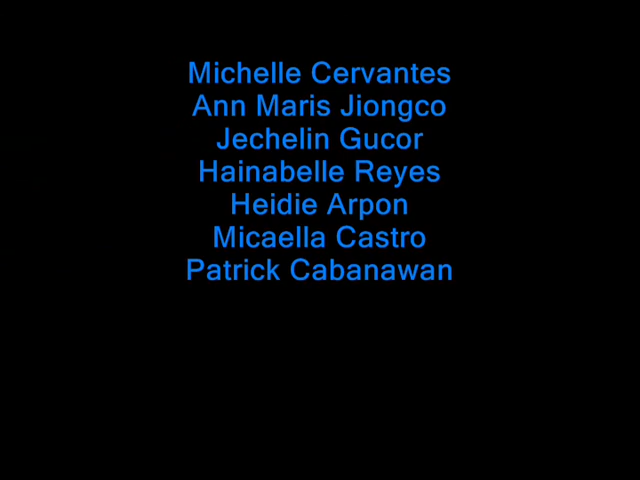 Michelle Cervantes
Ann Maris Jiongco
Jechelin Gucor
Hainabelle Reyes
Heidie Arpon
Micaella Castro
Patrick Cabanawan